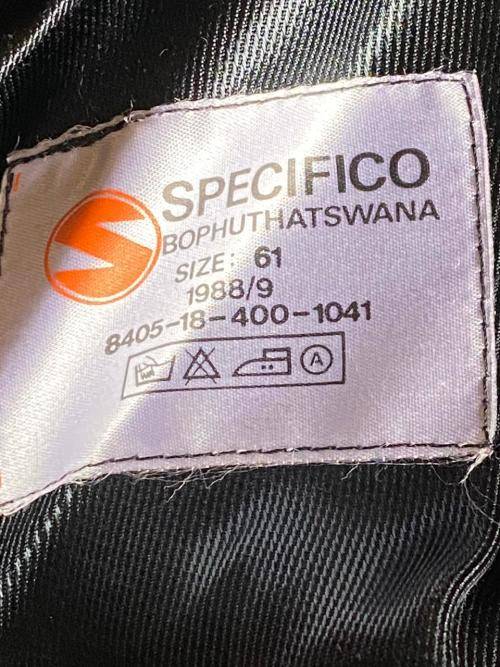 SPECIFICO
BOPHUTHATSWANA
SIZE: 61
1988/9
8405-18-400-1041
A